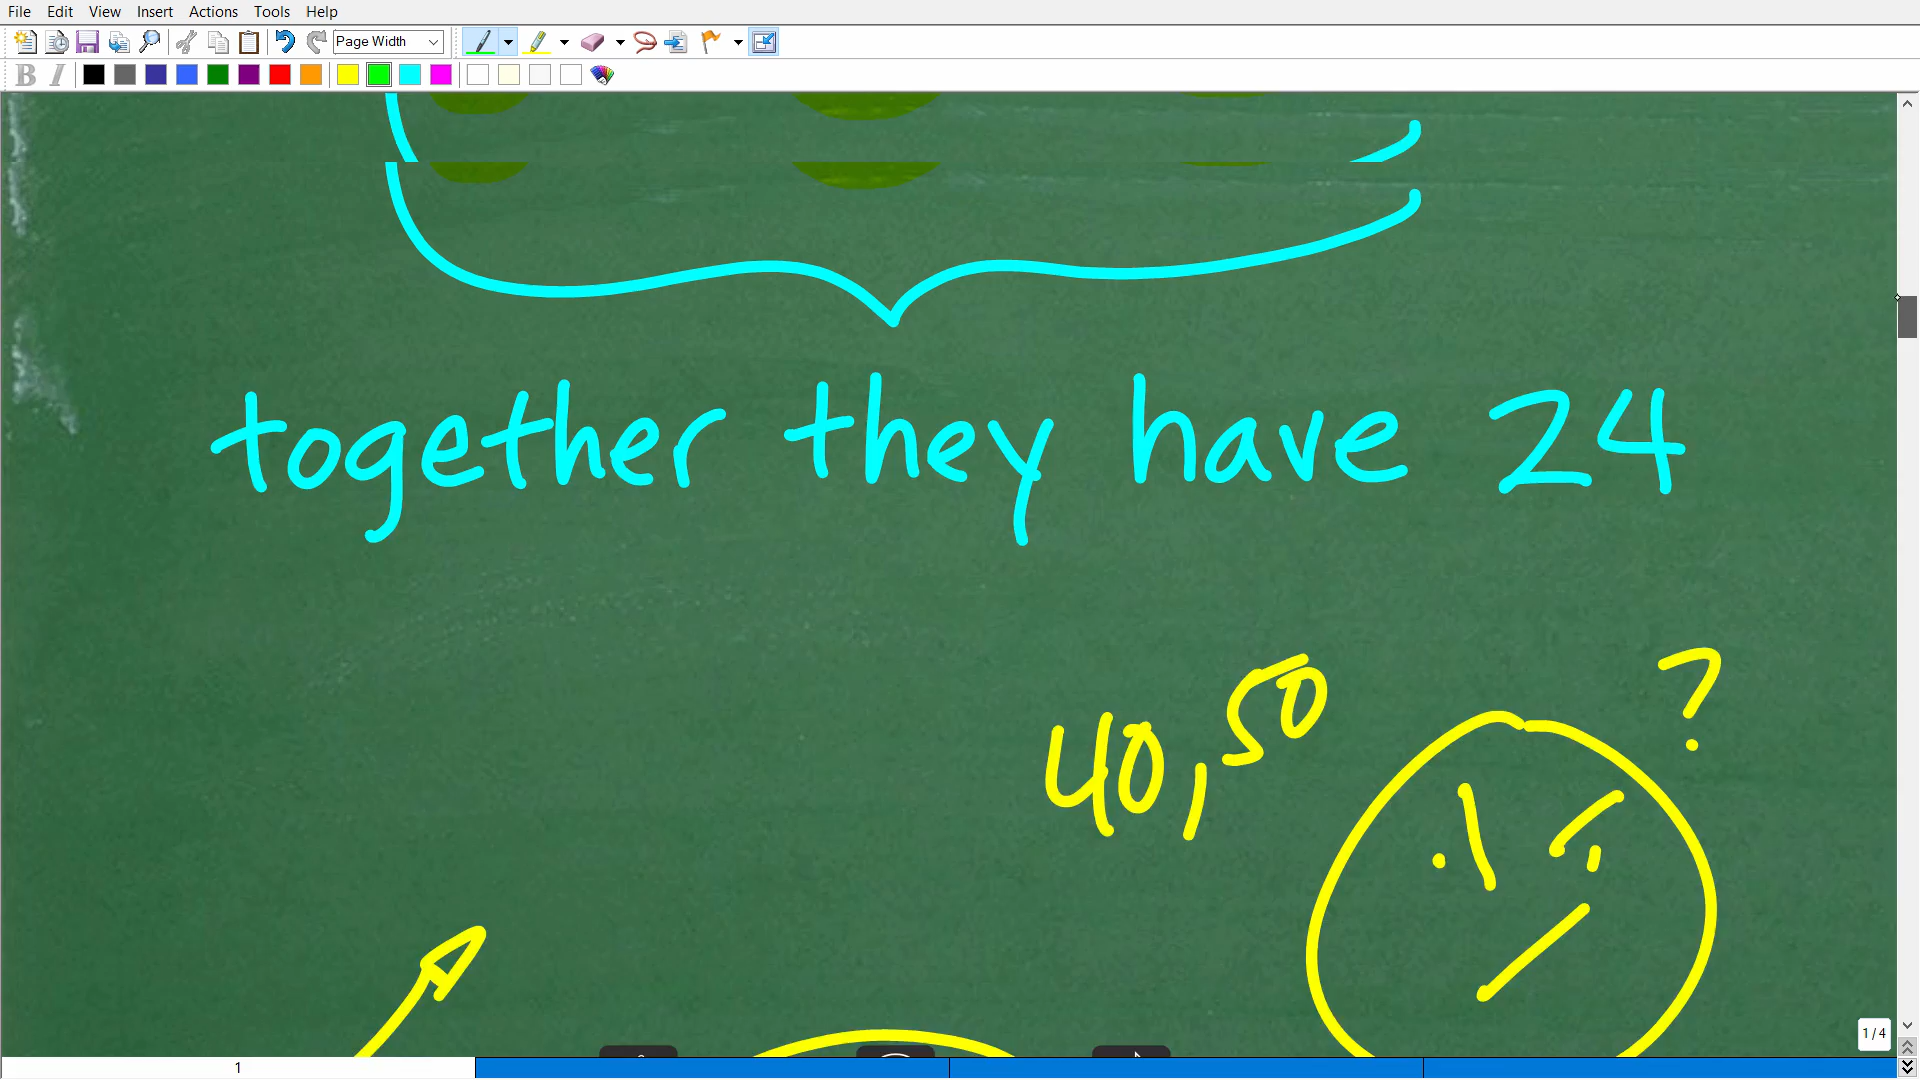 File Edit View Insert Actions Tools Help
Page Width
B I
together they have 24
?
40, 50
1 / 4
1